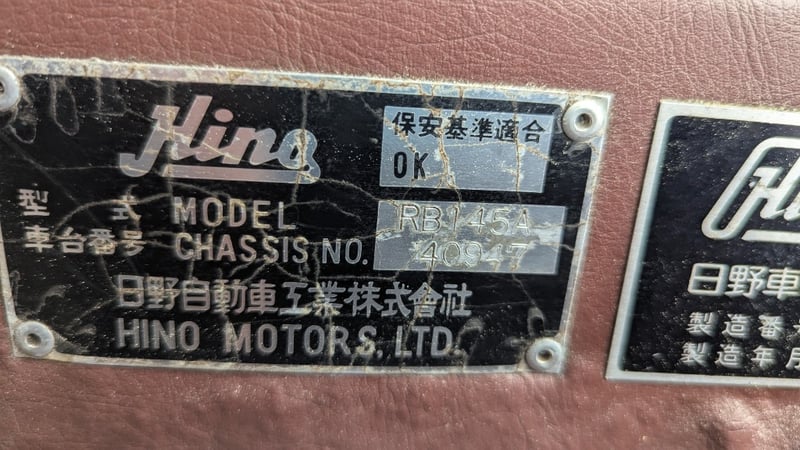 Hino
保安基準適合
OK
型 式 MODEL RB145A
車台番号 CHASSIS NO. 40947
日野自動車工業株式會社
HINO MOTORS, LTD.
日野車
製造番
製造年月